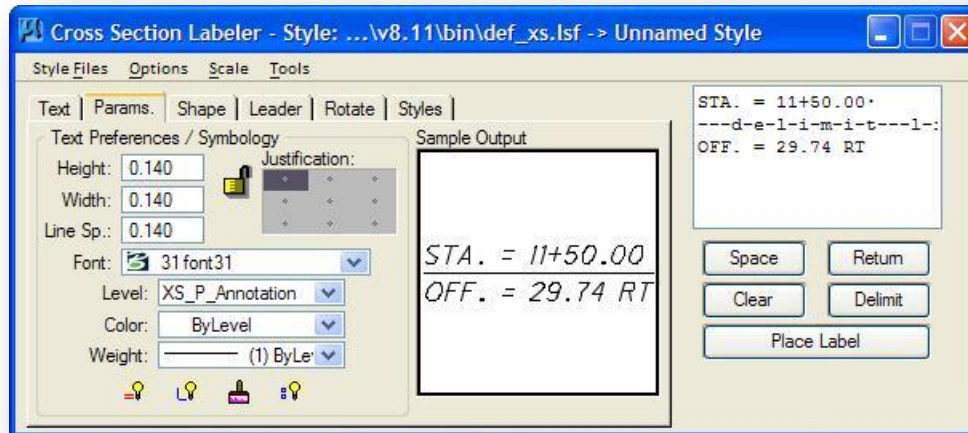 Cross Section Labeler - Style: ...\v8.11\bin\def_xs.lsf -> Unnamed Style
Style Files Options Scale Tools
Text Params. Shape Leader Rotate Styles
Text Preferences / Symbology
Height: 0.140
Width: 0.140
Line Sp.: 0.140
Justification:
Font: 31 font31
Level: XS_P_Annotation
Color: ByLevel
Weight: (1) ByLe
Sample Output
STA. = 11+50.00
OFF. = 29.74 RT
STA. = 11+50.00·
---d-e-l-i-m-i-t---l-
OFF. = 29.74 RT
Space Return
Clear Delimit
Place Label